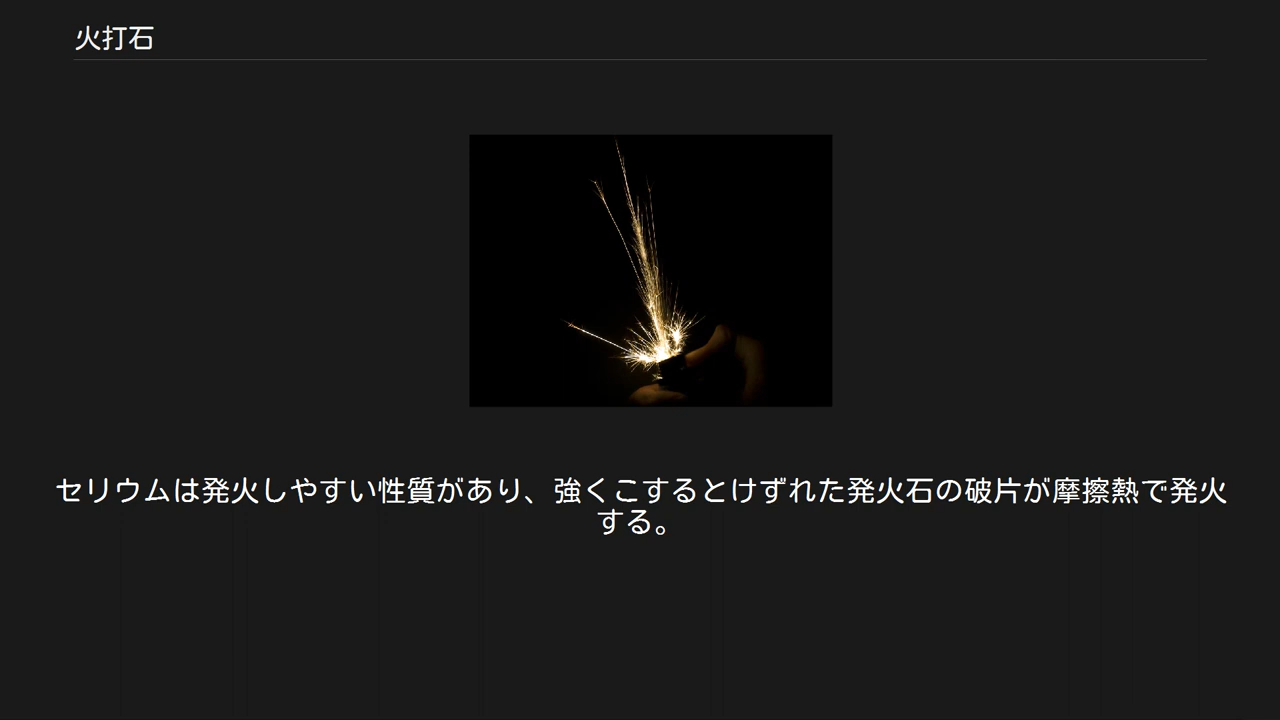 火打石
セリウムは発火しやすい性質があり、強くこするとけずれた発火石の破片が摩擦熱で発火
する。